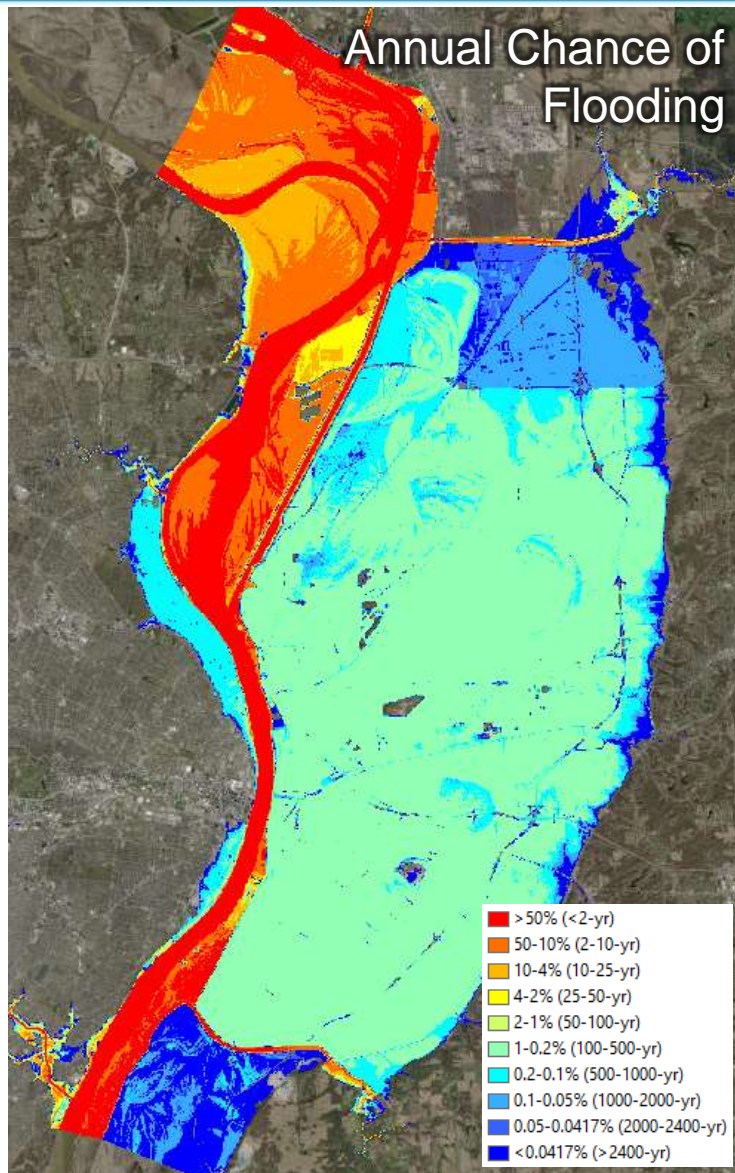 Annual Chance of
Flooding
>50% (<2-yr)
50-10% (2-10-yr)
10-4% (10-25-yr)
4-2% (25-50-yr)
2-1% (50-100-yr)
1-0.2% (100-500-yr)
0.2-0.1% (500-1000-yr)
0.1-0.05% (1000-2000-yr)
0.05-0.0417% (2000-2400-yr)
<0.0417% (>2400-yr)